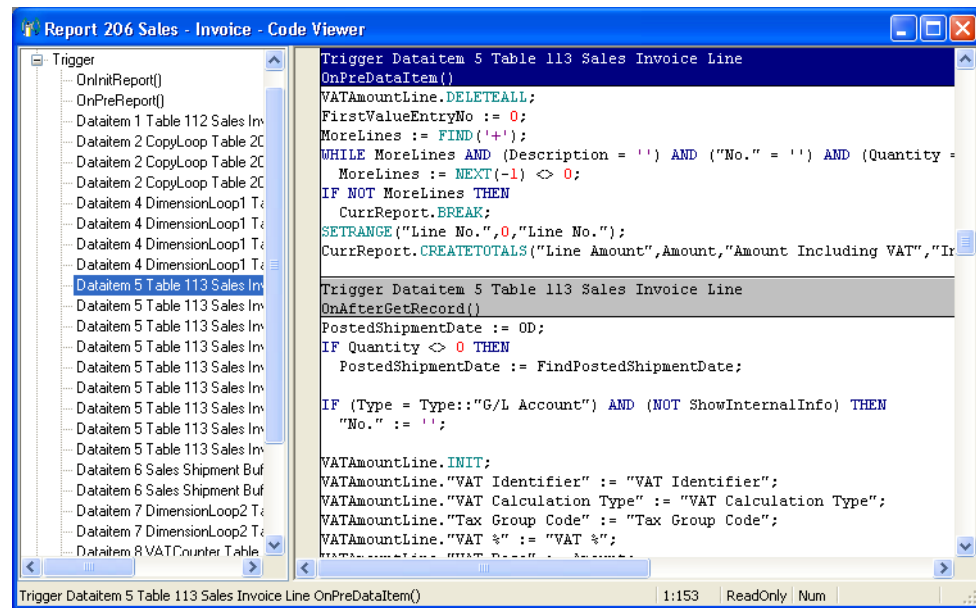 Report 206 Sales - Invoice - Code Viewer
Trigger
OnInitReport()
OnPreReport()
Dataitem 1 Table 112 Sales Inv
Dataitem 2 CopyLoop Table 20
Dataitem 2 CopyLoop Table 20
Dataitem 2 CopyLoop Table 20
Dataitem 4 DimensionLoop1 Ta
Dataitem 4 DimensionLoop1 Ta
Dataitem 4 DimensionLoop1 Ta
Dataitem 4 DimensionLoop1 Ta
Dataitem 5 Table 113 Sales Inv
Dataitem 5 Table 113 Sales Inv
Dataitem 5 Table 113 Sales Inv
Dataitem 5 Table 113 Sales Inv
Dataitem 5 Table 113 Sales Inv
Dataitem 5 Table 113 Sales Inv
Dataitem 5 Table 113 Sales Inv
Dataitem 5 Table 113 Sales Inv
Dataitem 5 Table 113 Sales Inv
Dataitem 6 Sales Shipment Buf
Dataitem 6 Sales Shipment Buf
Dataitem 7 DimensionLoop2 Ta
Dataitem 7 DimensionLoop2 Ta
Dataitem 8 VATCounter Table
Trigger Dataitem 5 Table 113 Sales Invoice Line
OnPreDataItem()
VATAmountLine.DELETEALL;
FirstValueEntryNo := 0;
MoreLines := FIND('+');
WHILE MoreLines AND (Description = '') AND ("No." = '') AND (Quantity =
MoreLines := NEXT(-1) <> 0;
IF NOT MoreLines THEN
CurrReport.BREAK;
SETRANGE("Line No.",0,"Line No.");
CurrReport.CREATETOTALS("Line Amount",Amount,"Amount Including VAT","In
Trigger Dataitem 5 Table 113 Sales Invoice Line
OnAfterGetRecord()
PostedShipmentDate := 0D;
IF Quantity <> 0 THEN
PostedShipmentDate := FindPostedShipmentDate;
IF (Type = Type::"G/L Account") AND (NOT ShowInternalInfo) THEN
"No." := '';
VATAmountLine.INIT;
VATAmountLine."VAT Identifier" := "VAT Identifier";
VATAmountLine."VAT Calculation Type" := "VAT Calculation Type";
VATAmountLine."Tax Group Code" := "Tax Group Code";
VATAmountLine."VAT %" := "VAT %";
VATAmountLine."VAT Base" := Amount;
Trigger Dataitem 5 Table 113 Sales Invoice Line OnPreDataItem()
1:153
ReadOnly
Num